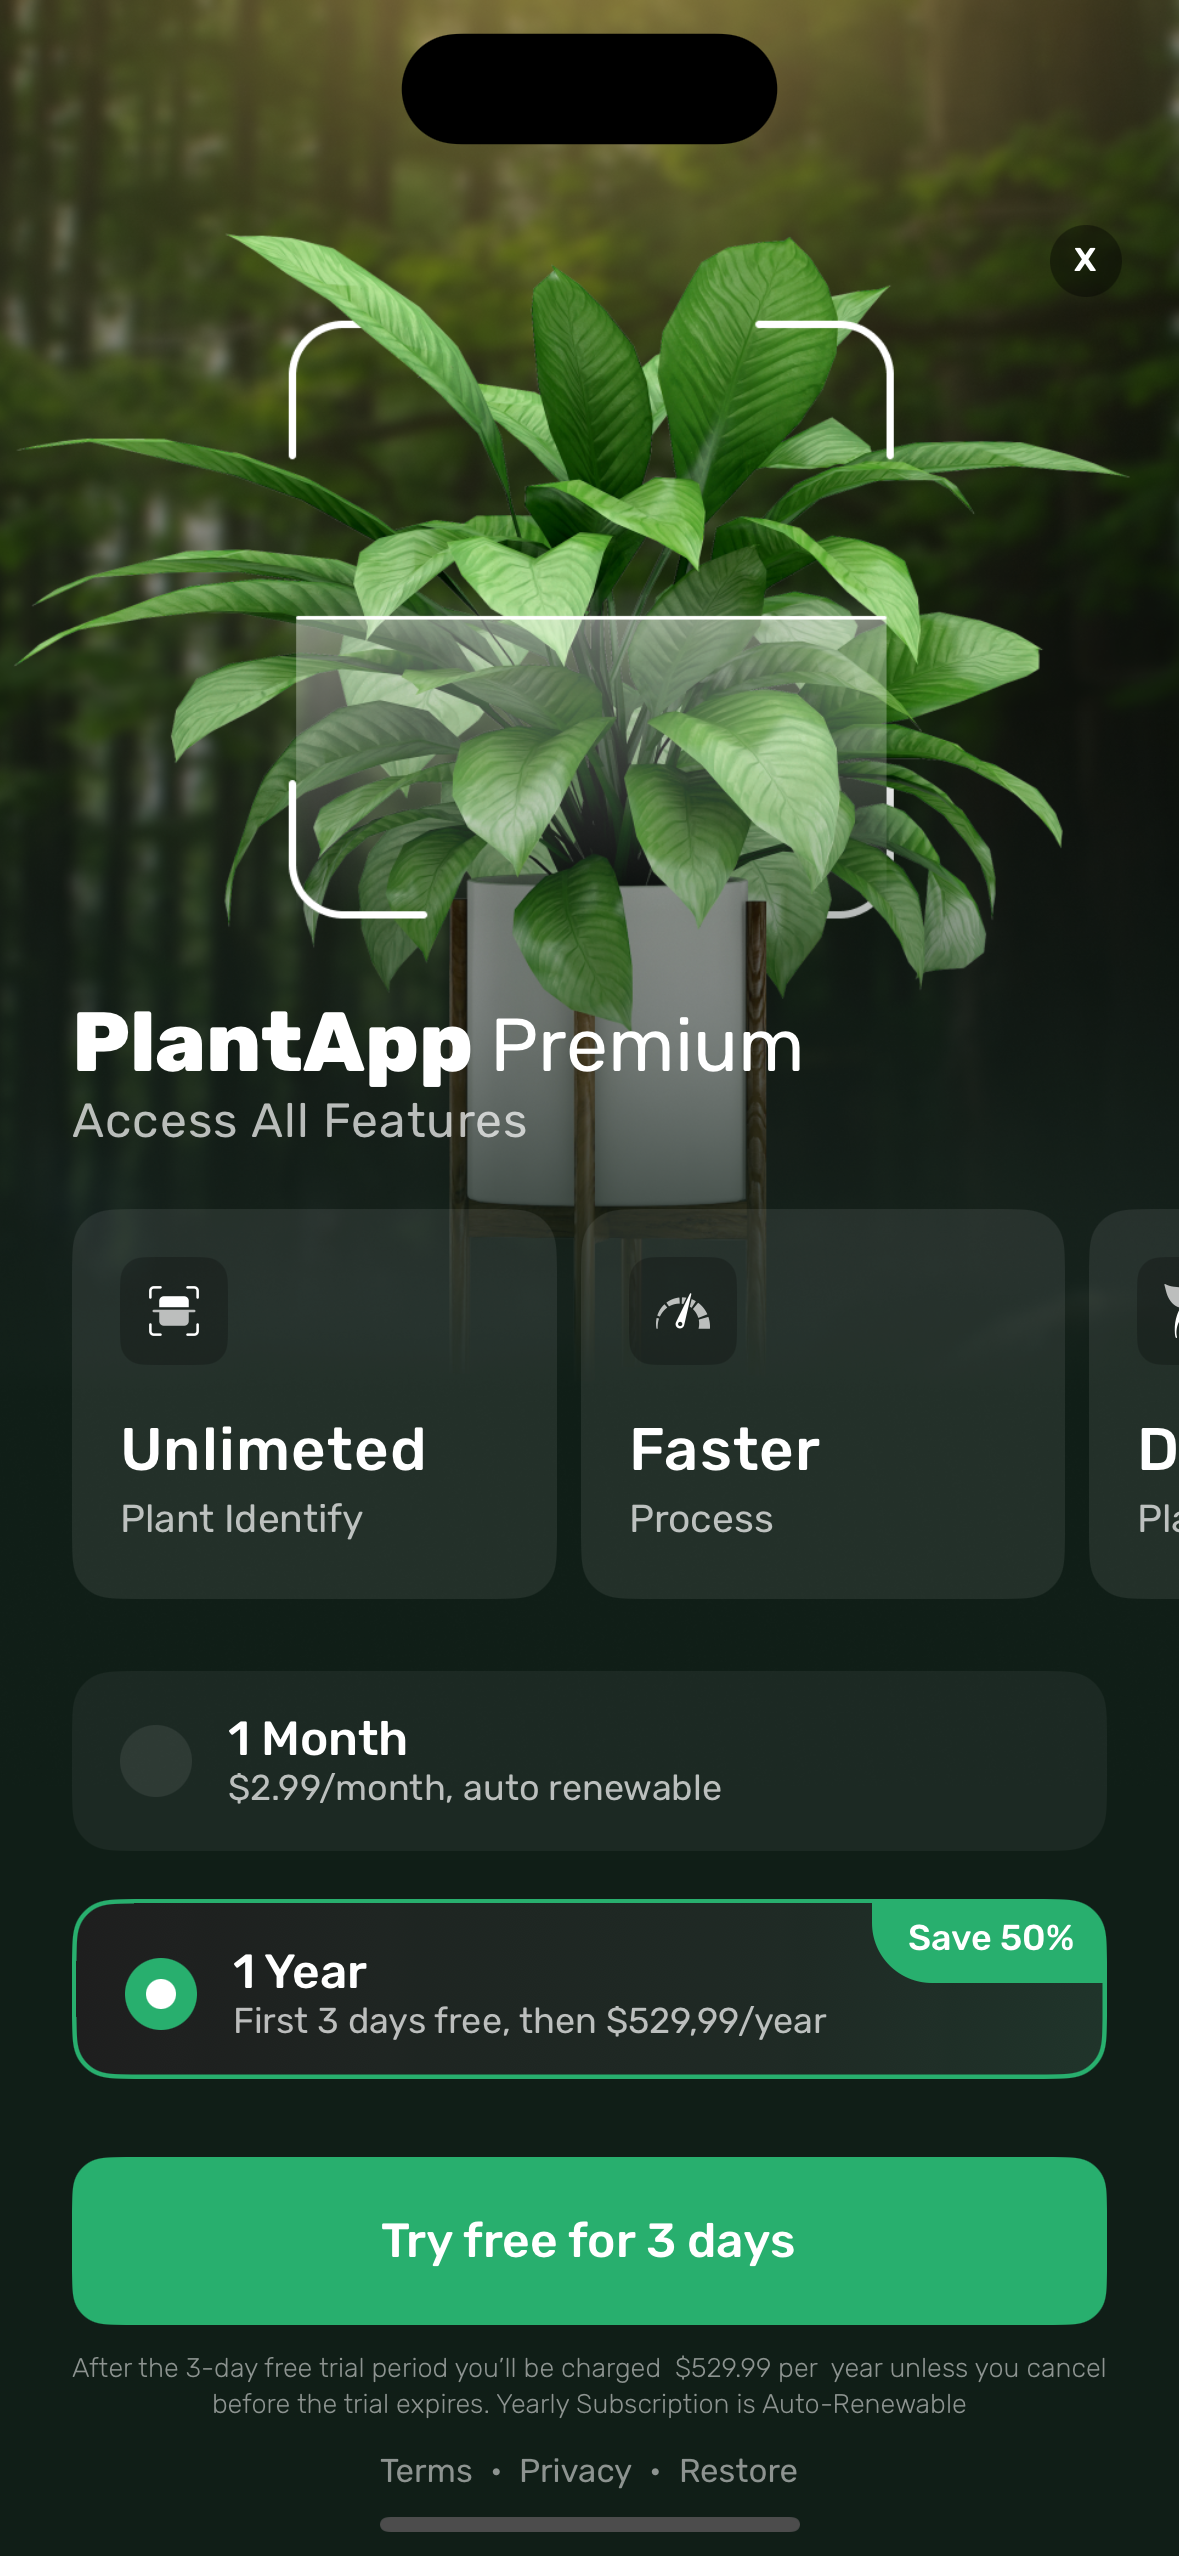 X
PlantApp Premium
Access All Features
Unlimeted
Plant Identify
Faster
Process
D
Pla
1 Month
$2.99/month, auto renewable
Save 50%
1 Year
First 3 days free, then $529,99/year
Try free for 3 days
After the 3-day free trial period you’ll be charged  $529.99 per  year unless you cancel
before the trial expires. Yearly Subscription is Auto-Renewable
Terms • Privacy • Restore